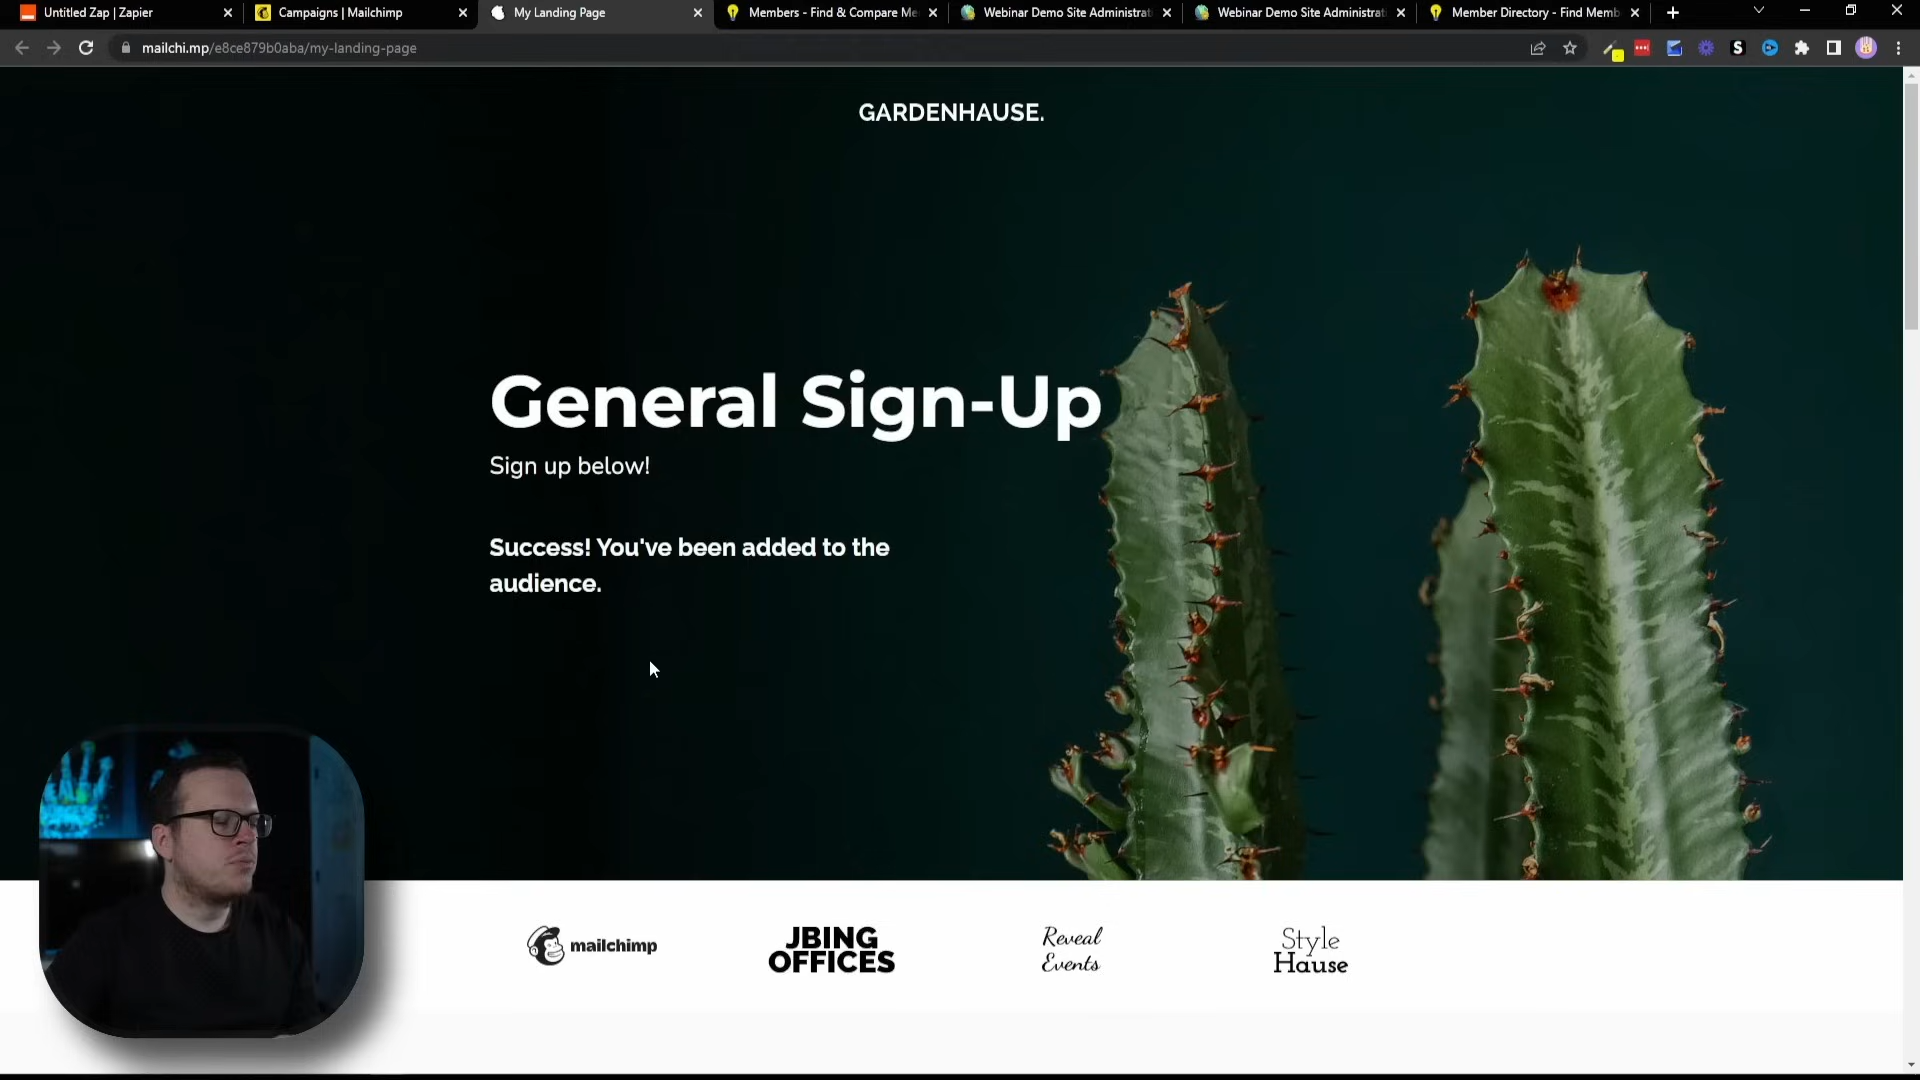 Untitled Zap | Zapier
Campaigns | Mailchimp
My Landing Page
Members - Find & Compare Me
Webinar Demo Site Administrat
Webinar Demo Site Administrat
Member Directory - Find Memb
mailchi.mp/e8ce879b0aba/my-landing-page
GARDENHAUSE.
General Sign-Up
Sign up below!
Success! You've been added to the
audience.
mailchimp
JBING
OFFICES
Reveal
Events
Style
Hause